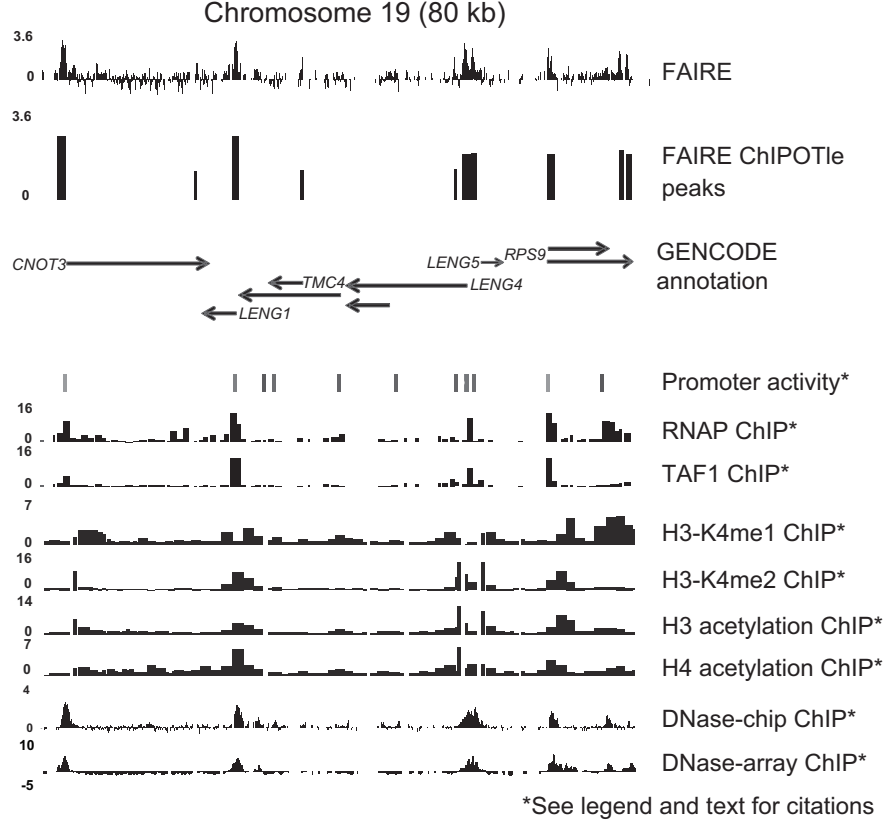 Chromosome 19 (80 kb)
3.6
0
FAIRE
3.6
0
FAIRE ChIPOTle
peaks
CNOT3
LENG5
RPS9
TMC4
LENG4
LENG1
GENCODE
annotation
Promoter activity*
16
0
RNAP ChIP*
16
0
TAF1 ChIP*
7
0
H3-K4me1 ChIP*
16
0
H3-K4me2 ChIP*
14
0
H3 acetylation ChIP*
7
0
H4 acetylation ChIP*
4
0
DNase-chip ChIP*
10
-5
DNase-array ChIP*
*See legend and text for citations